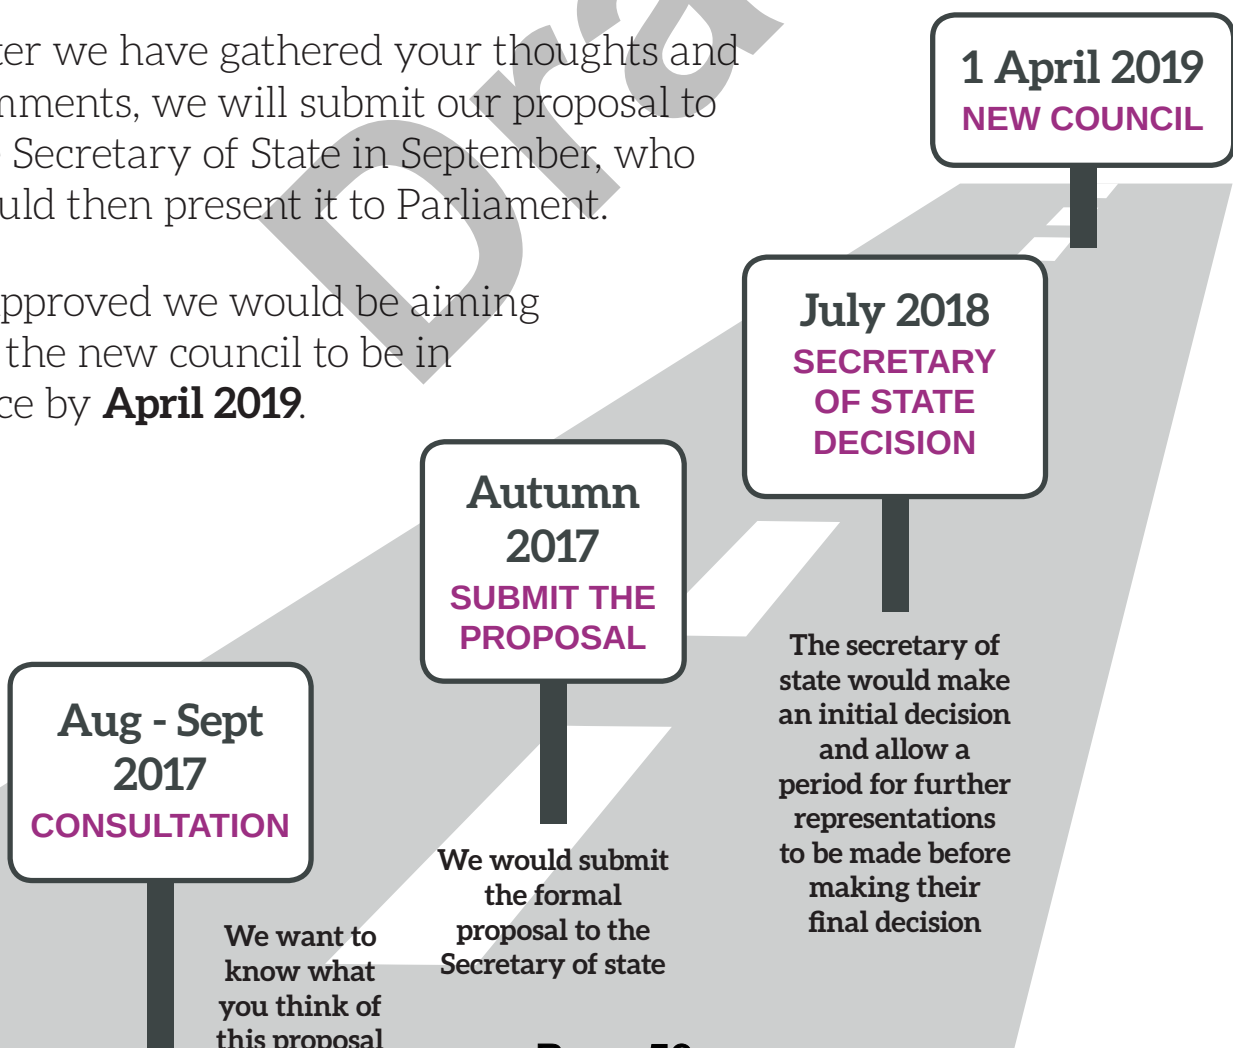 ter we have gathered your thoughts and
mments, we will submit our proposal to
Secretary of State in September, who
uld then present it to Parliament.
pproved we would be aiming
the new council to be in
ce by April 2019.
Dra
1 April 2019
NEW COUNCIL
July 2018
SECRETARY
OF STATE
DECISION
The secretary of
state would make
an initial decision
and allow a
period for further
representations
to be made before
making their
final decision
Autumn
2017
SUBMIT THE
PROPOSAL
We would submit
the formal
proposal to the
Secretary of state
Aug - Sept
2017
CONSULTATION
We want to
know what
you think of
this proposal